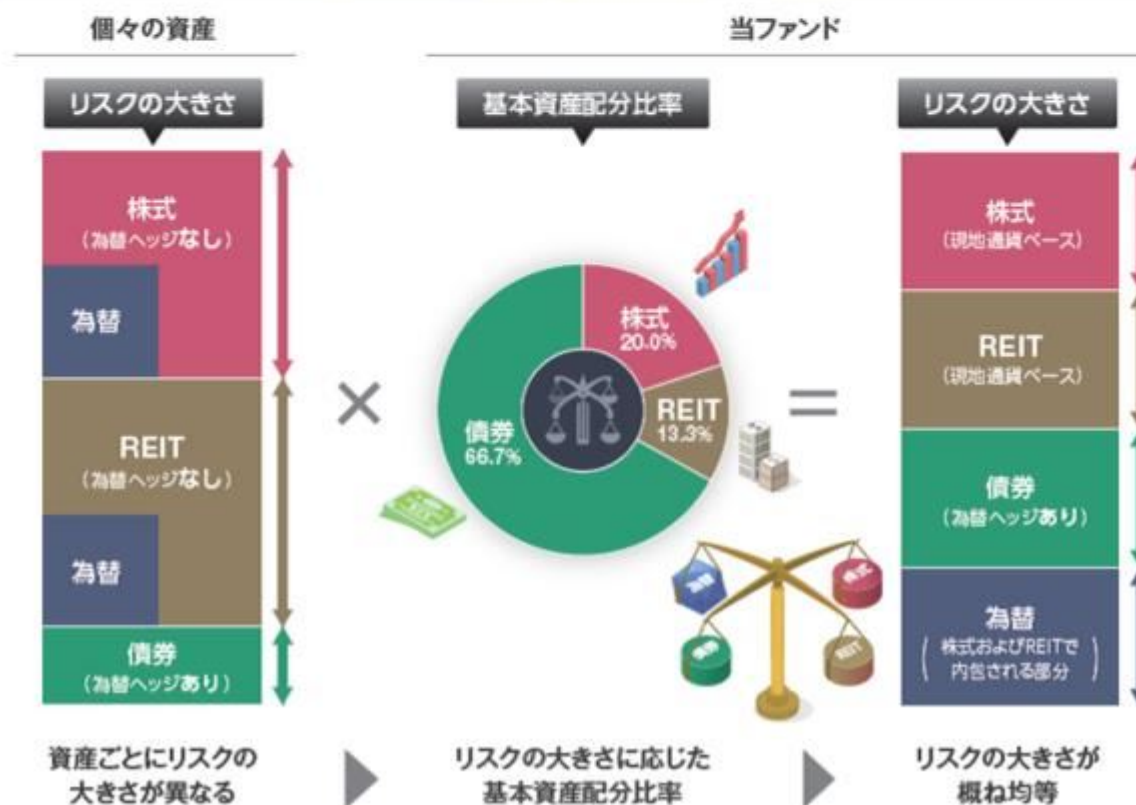 個々の資産
当ファンド
リスクの大きさ
基本資産配分比率
リスクの大きさ
株式
(為替ヘッジなし)
為替
REIT
(為替ヘッジなし)
為替
債券
(為替ヘッジあり)
×
株式
20.0%
REIT
13.3%
債券
66.7%
為替
株式
債券
REIT
=
株式
(現地通貨ベース)
REIT
(現地通貨ベース)
債券
(為替ヘッジあり)
為替
(株式およびREITで
内包される部分)
資産ごとにリスクの
大きさが異なる
リスクの大きさに応じた
基本資産配分比率
リスクの大きさが
概ね均等